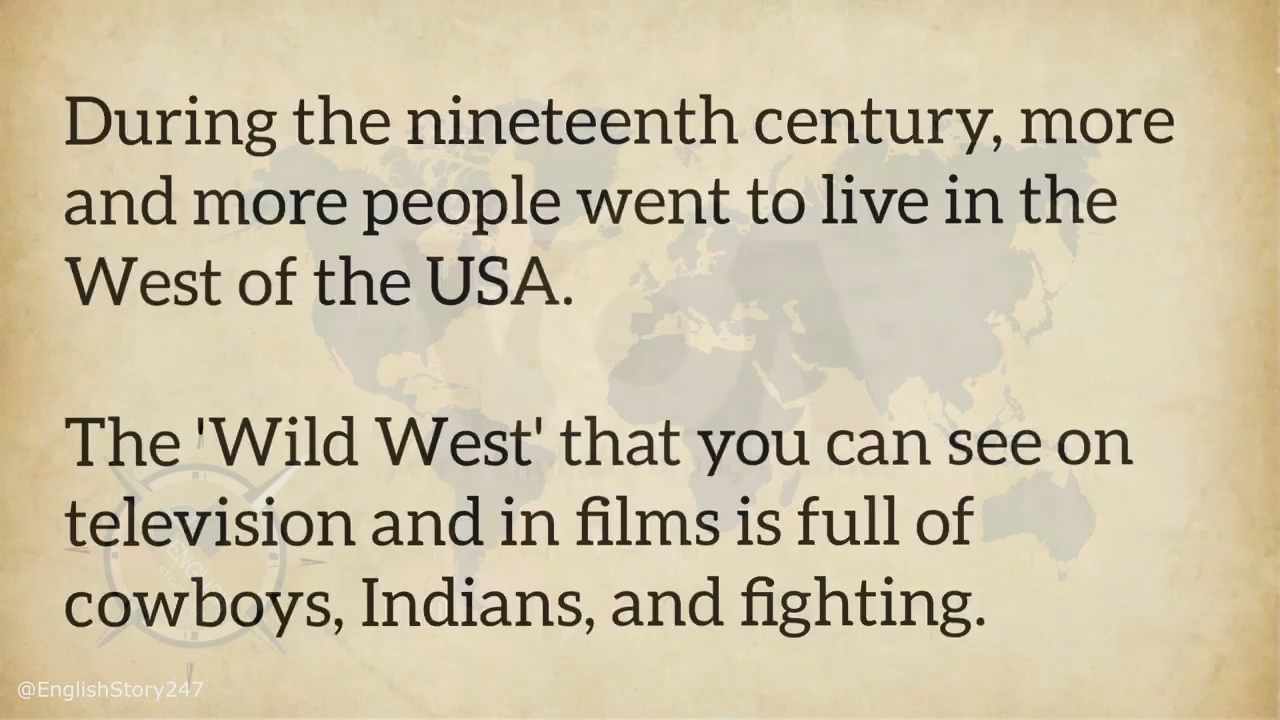 During the nineteenth century, more
and more people went to live in the
West of the USA.
The 'Wild West' that you can see on
television and in films is full of
cowboys, Indians, and fighting.
@EnglishStory247